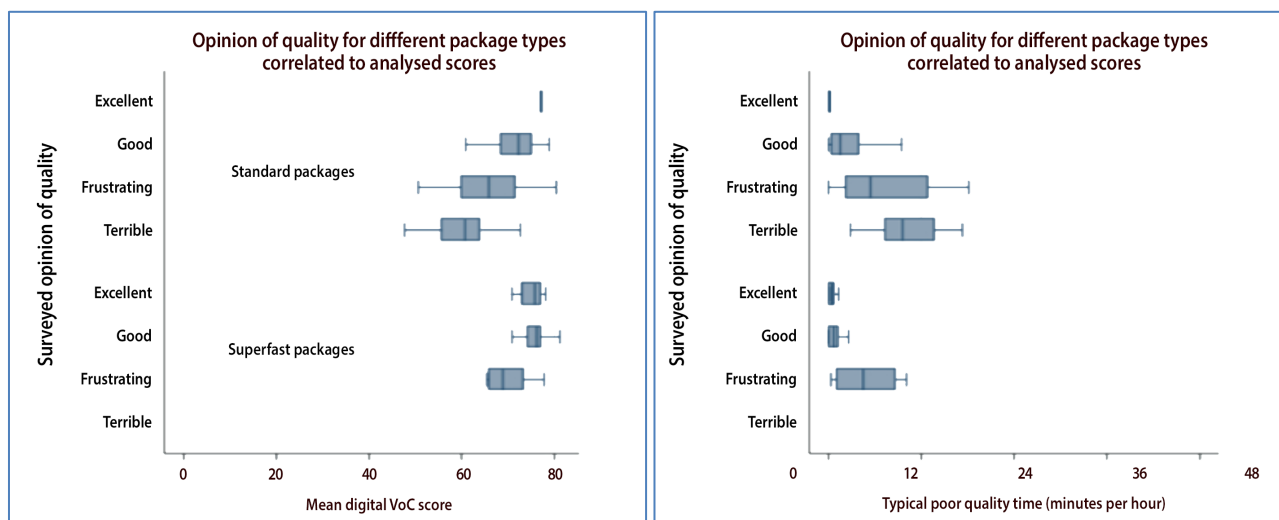 Opinion of quality for diffferent package types
correlated to analysed scores
Surveyed opinion of quality
Excellent
Good
Standard packages
Frustrating
Terrible
Excellent
Good
Superfast packages
Frustrating
Terrible
0 20 40 60 80
Mean digital VoC score
Opinion of quality for different package types
correlated to analysed scores
Surveyed opinion of quality
Excellent
Good
Frustrating
Terrible
Excellent
Good
Frustrating
Terrible
0 12 24 36 48
Typical poor quality time (minutes per hour)